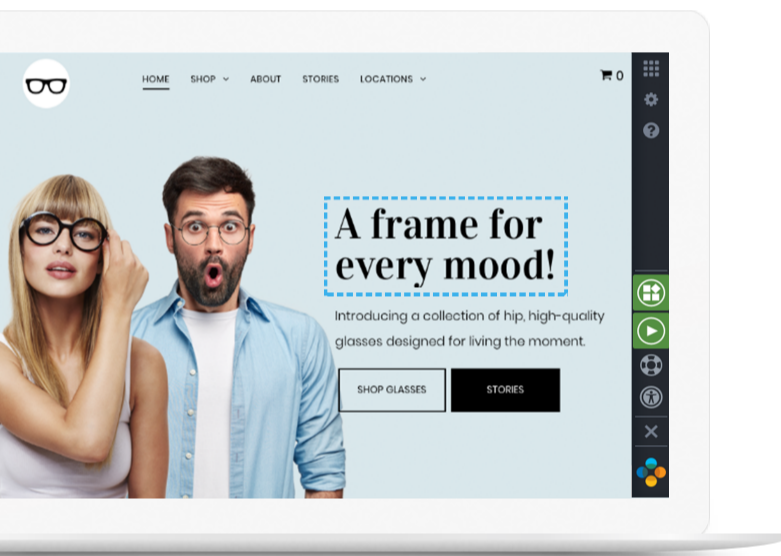 HOME SHOP ABOUT STORIES LOCATIONS 0
A frame for
every mood!
Introducing a collection of hip, high-quality
glasses designed for living the moment.
SHOP GLASSES STORIES